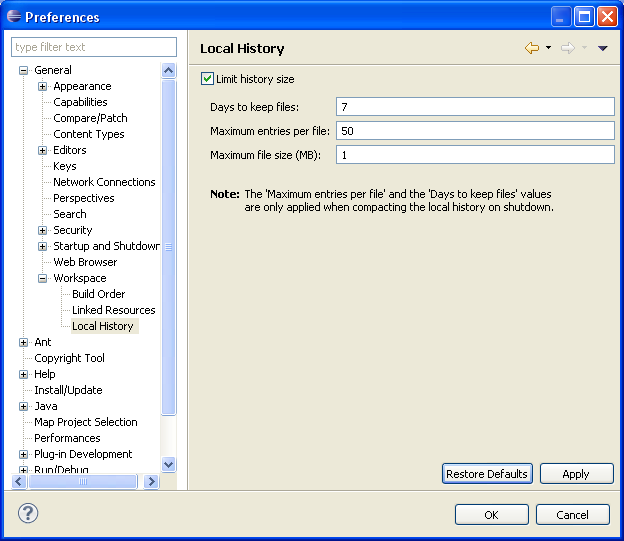 Preferences
type filter text
General
Appearance
Capabilities
Compare/Patch
Content Types
Editors
Keys
Network Connections
Perspectives
Search
Security
Startup and Shutdown
Web Browser
Workspace
Build Order
Linked Resources
Local History
Ant
Copyright Tool
Help
Install/Update
Java
Map Project Selection
Performances
Plug-in Development
Run/Debug
Local History
Limit history size
Days to keep files: 7
Maximum entries per file: 50
Maximum file size (MB): 1
Note: The 'Maximum entries per file' and the 'Days to keep files' values
are only applied when compacting the local history on shutdown.
Restore Defaults Apply
? OK Cancel